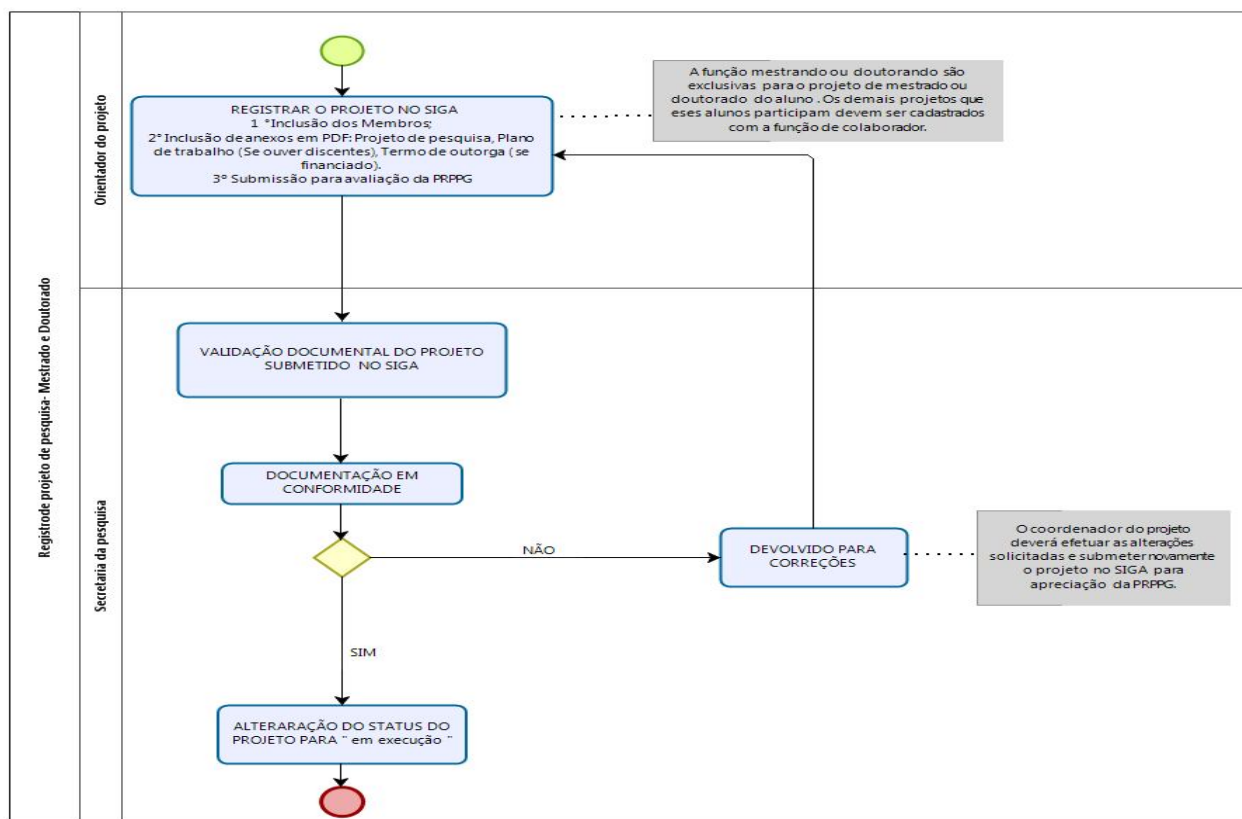 Registrode projeto de pesquisa- Mestrado e Doutorado
Orientador do projeto
REGISTRAR O PROJETO NO SIGA
1 °Inclusão dos Membros;
2° Inclusão de anexos em PDF: Projeto de pesquisa, Plano
de trabalho (Se ouver discentes), Termo de outorga ( se
financiado).
3° Submissão para avaliação da PRPPG
A função mestrando ou doutorando são
exclusivas para o projeto de mestrado ou
doutorado do aluno . Os demais projetos que
eses alunos participam devem ser cadastrados
com a função de colaborador.
Secretaria da pesquisa
VALIDAÇÃO DOCUMENTAL DO PROJETO
SUBMETIDO NO SIGA
DOCUMENTAÇÃO EM
CONFORMIDADE
NÃO
DEVOLVIDO PARA
CORREÇÕES
O coordenador do projeto
deverá efetuar as alterações
solicitadas e submeter novamente
o projeto no SIGA para
apreciação da PRPPG.
SIM
ALTERARAÇÃO DO STATUS DO
PROJETO PARA " em execução "